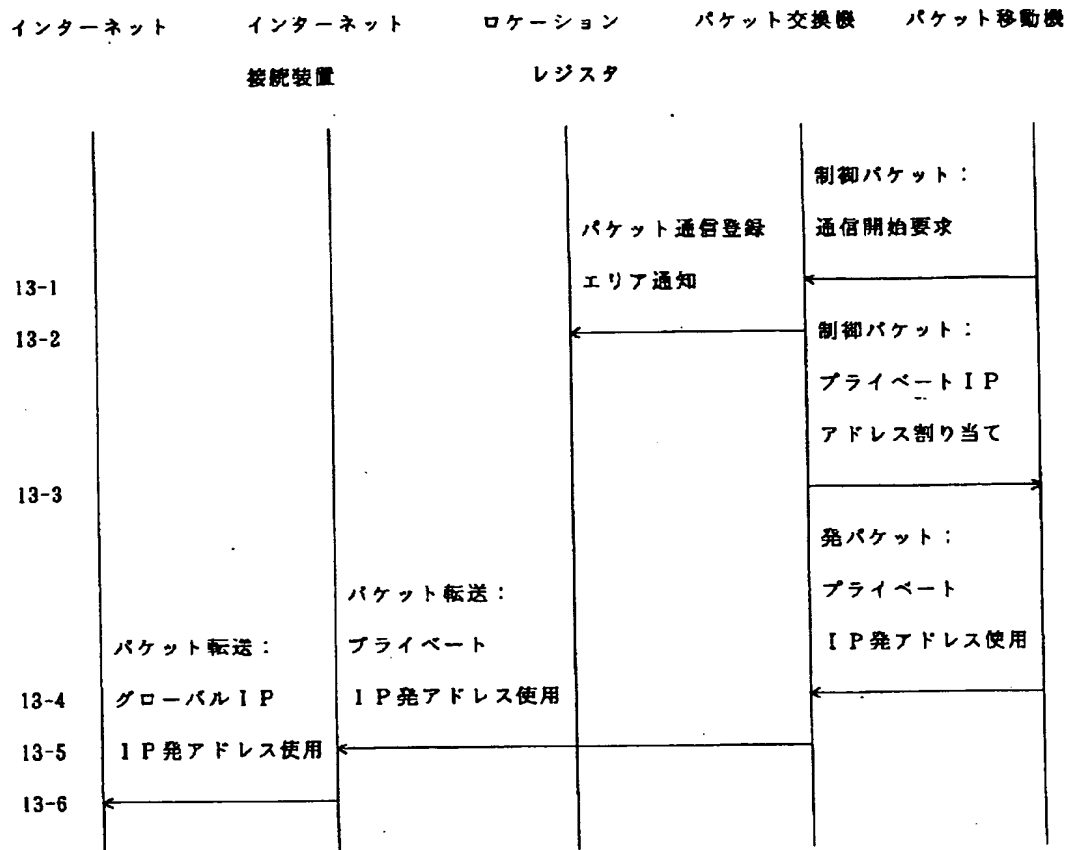 インターネット
インターネット
接続装置
ロケーション
レジスタ
パケット交換機
パケット移動機
制御パケット：
通信開始要求
13-1
パケット通信登録
エリア通知
13-2
制御パケット：
プライベートＩＰ
アドレス割り当て
13-3
発パケット：
プライベート
ＩＰ発アドレス使用
13-4
パケット転送：
プライベート
ＩＰ発アドレス使用
13-5
パケット転送：
グローバルＩＰ
ＩＰ発アドレス使用
13-6